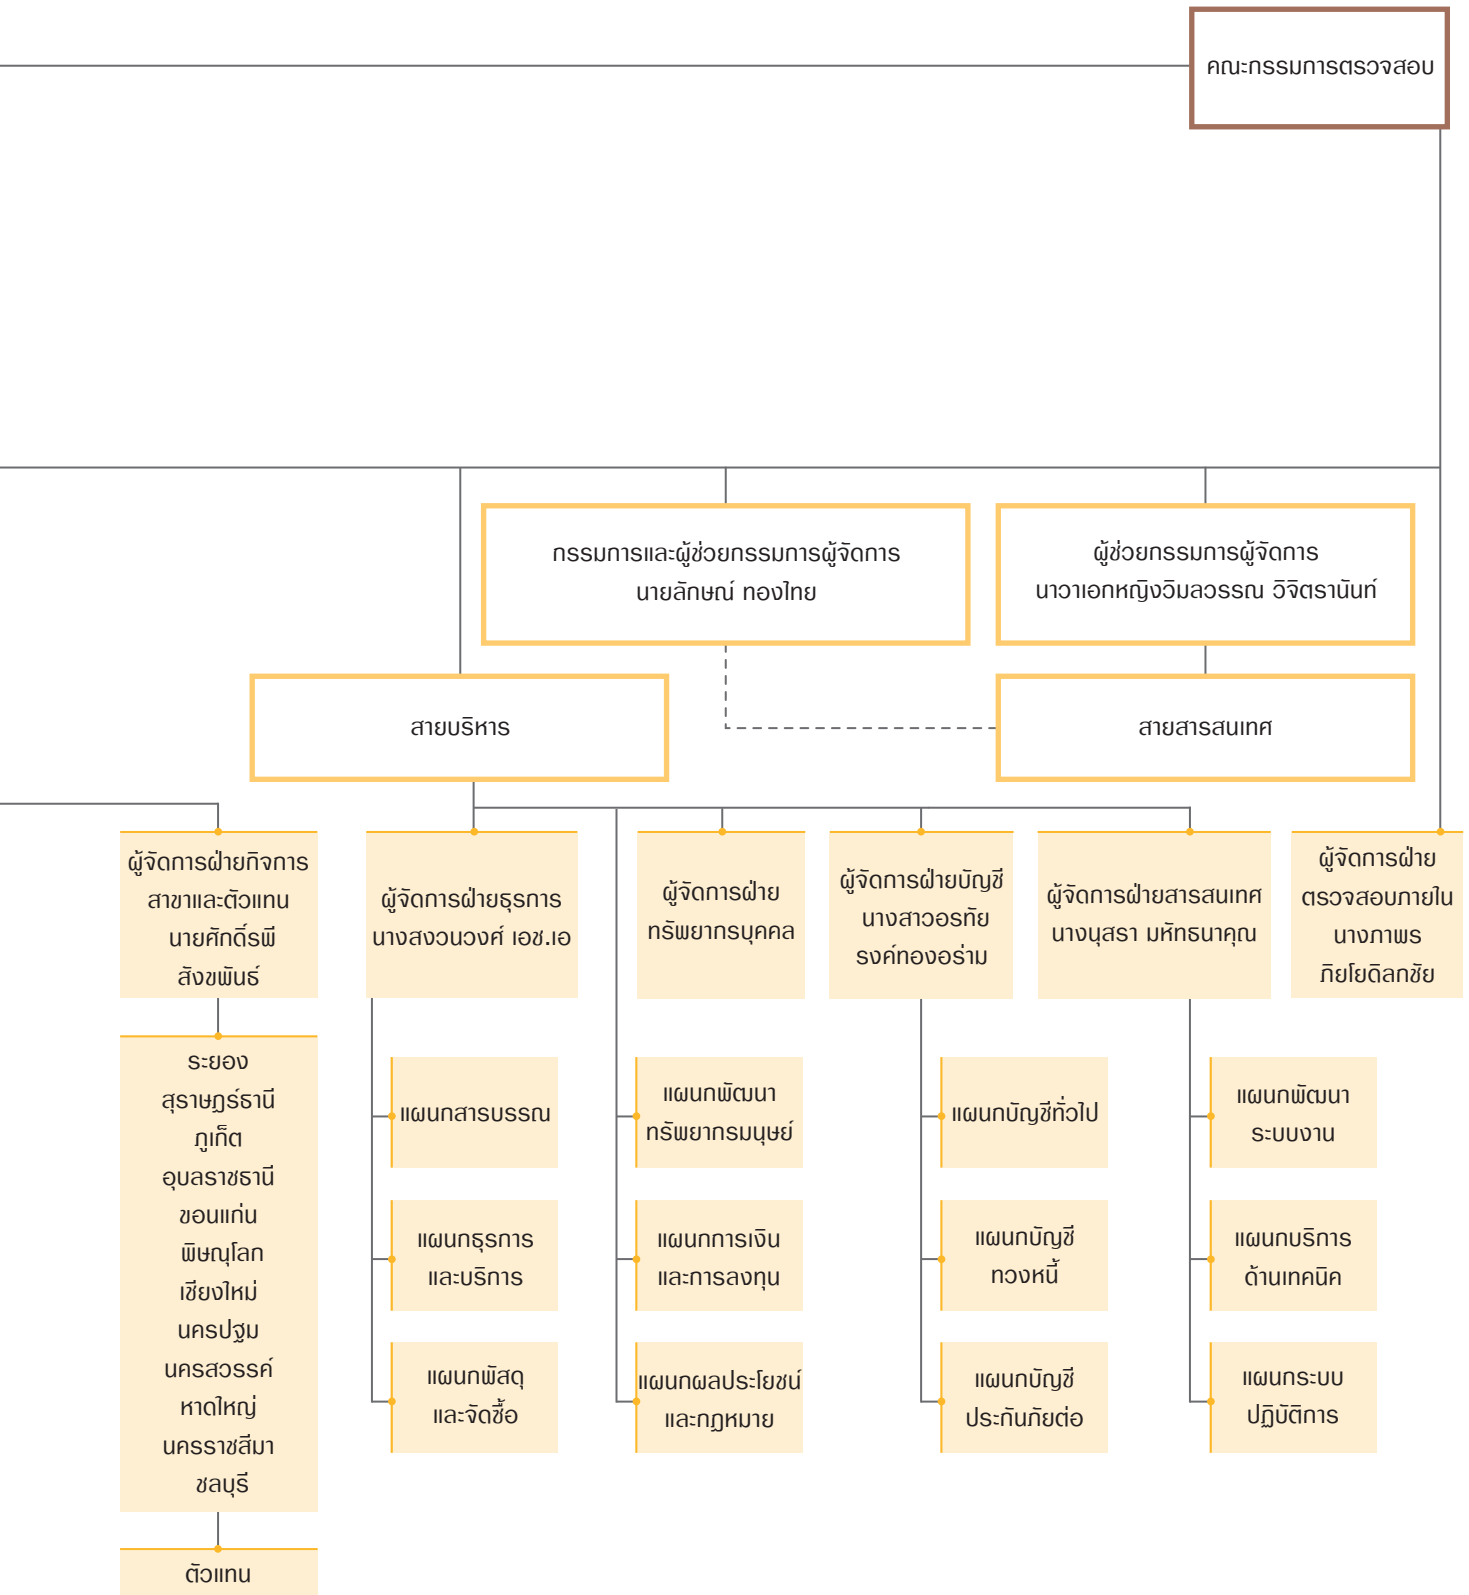 คณะกรรมการตรวจสอบ
กรรมการและผู้ช่วยกรรมการผู้จัดการ
นายลักษณ์ ทองไทย
ผู้ช่วยกรรมการผู้จัดการ
นาวาเอกหญิงวิมลวรรณ วิจิตรานันท์
สายบริหาร
สายสารสนเทศ
ผู้จัดการฝ่ายกิจการ
สาขาและตัวแทน
นายศักดิ์รพี
สังขพันธ์
ผู้จัดการฝ่ายธุรการ
นางสงวนวงศ์ เอช.เอ
ผู้จัดการฝ่าย
ทรัพยากรบุคคล
ผู้จัดการฝ่ายบัญชี
นางสาวอรทัย
รงค์ทองอร่าม
ผู้จัดการฝ่ายสารสนเทศ
นางนุสรา มหัทธนาคุณ
ผู้จัดการฝ่าย
ตรวจสอบภายใน
นางภาพร
ภิยโยดิลกชัย
ระยอง
สุราษฎร์ธานี
ภูเก็ต
อุบลราชธานี
ขอนแก่น
พิษณุโลก
เชียงใหม่
นครปฐม
นครสวรรค์
หาดใหญ่
นครราชสีมา
ชลบุรี
ตัวแทน
แผนกสารบรรณ
แผนกธุรการ
และบริการ
แผนกพัสดุ
และจัดซื้อ
แผนกพัฒนา
ทรัพยากรมนุษย์
แผนกการเงิน
และการลงทุน
แผนกผลประโยชน์
และกฎหมาย
แผนกบัญชีทั่วไป
แผนกบัญชี
ทวงหนี้
แผนกบัญชี
ประกันภัยต่อ
แผนกพัฒนา
ระบบงาน
แผนกบริการ
ด้านเทคนิค
แผนกระบบ
ปฏิบัติการ